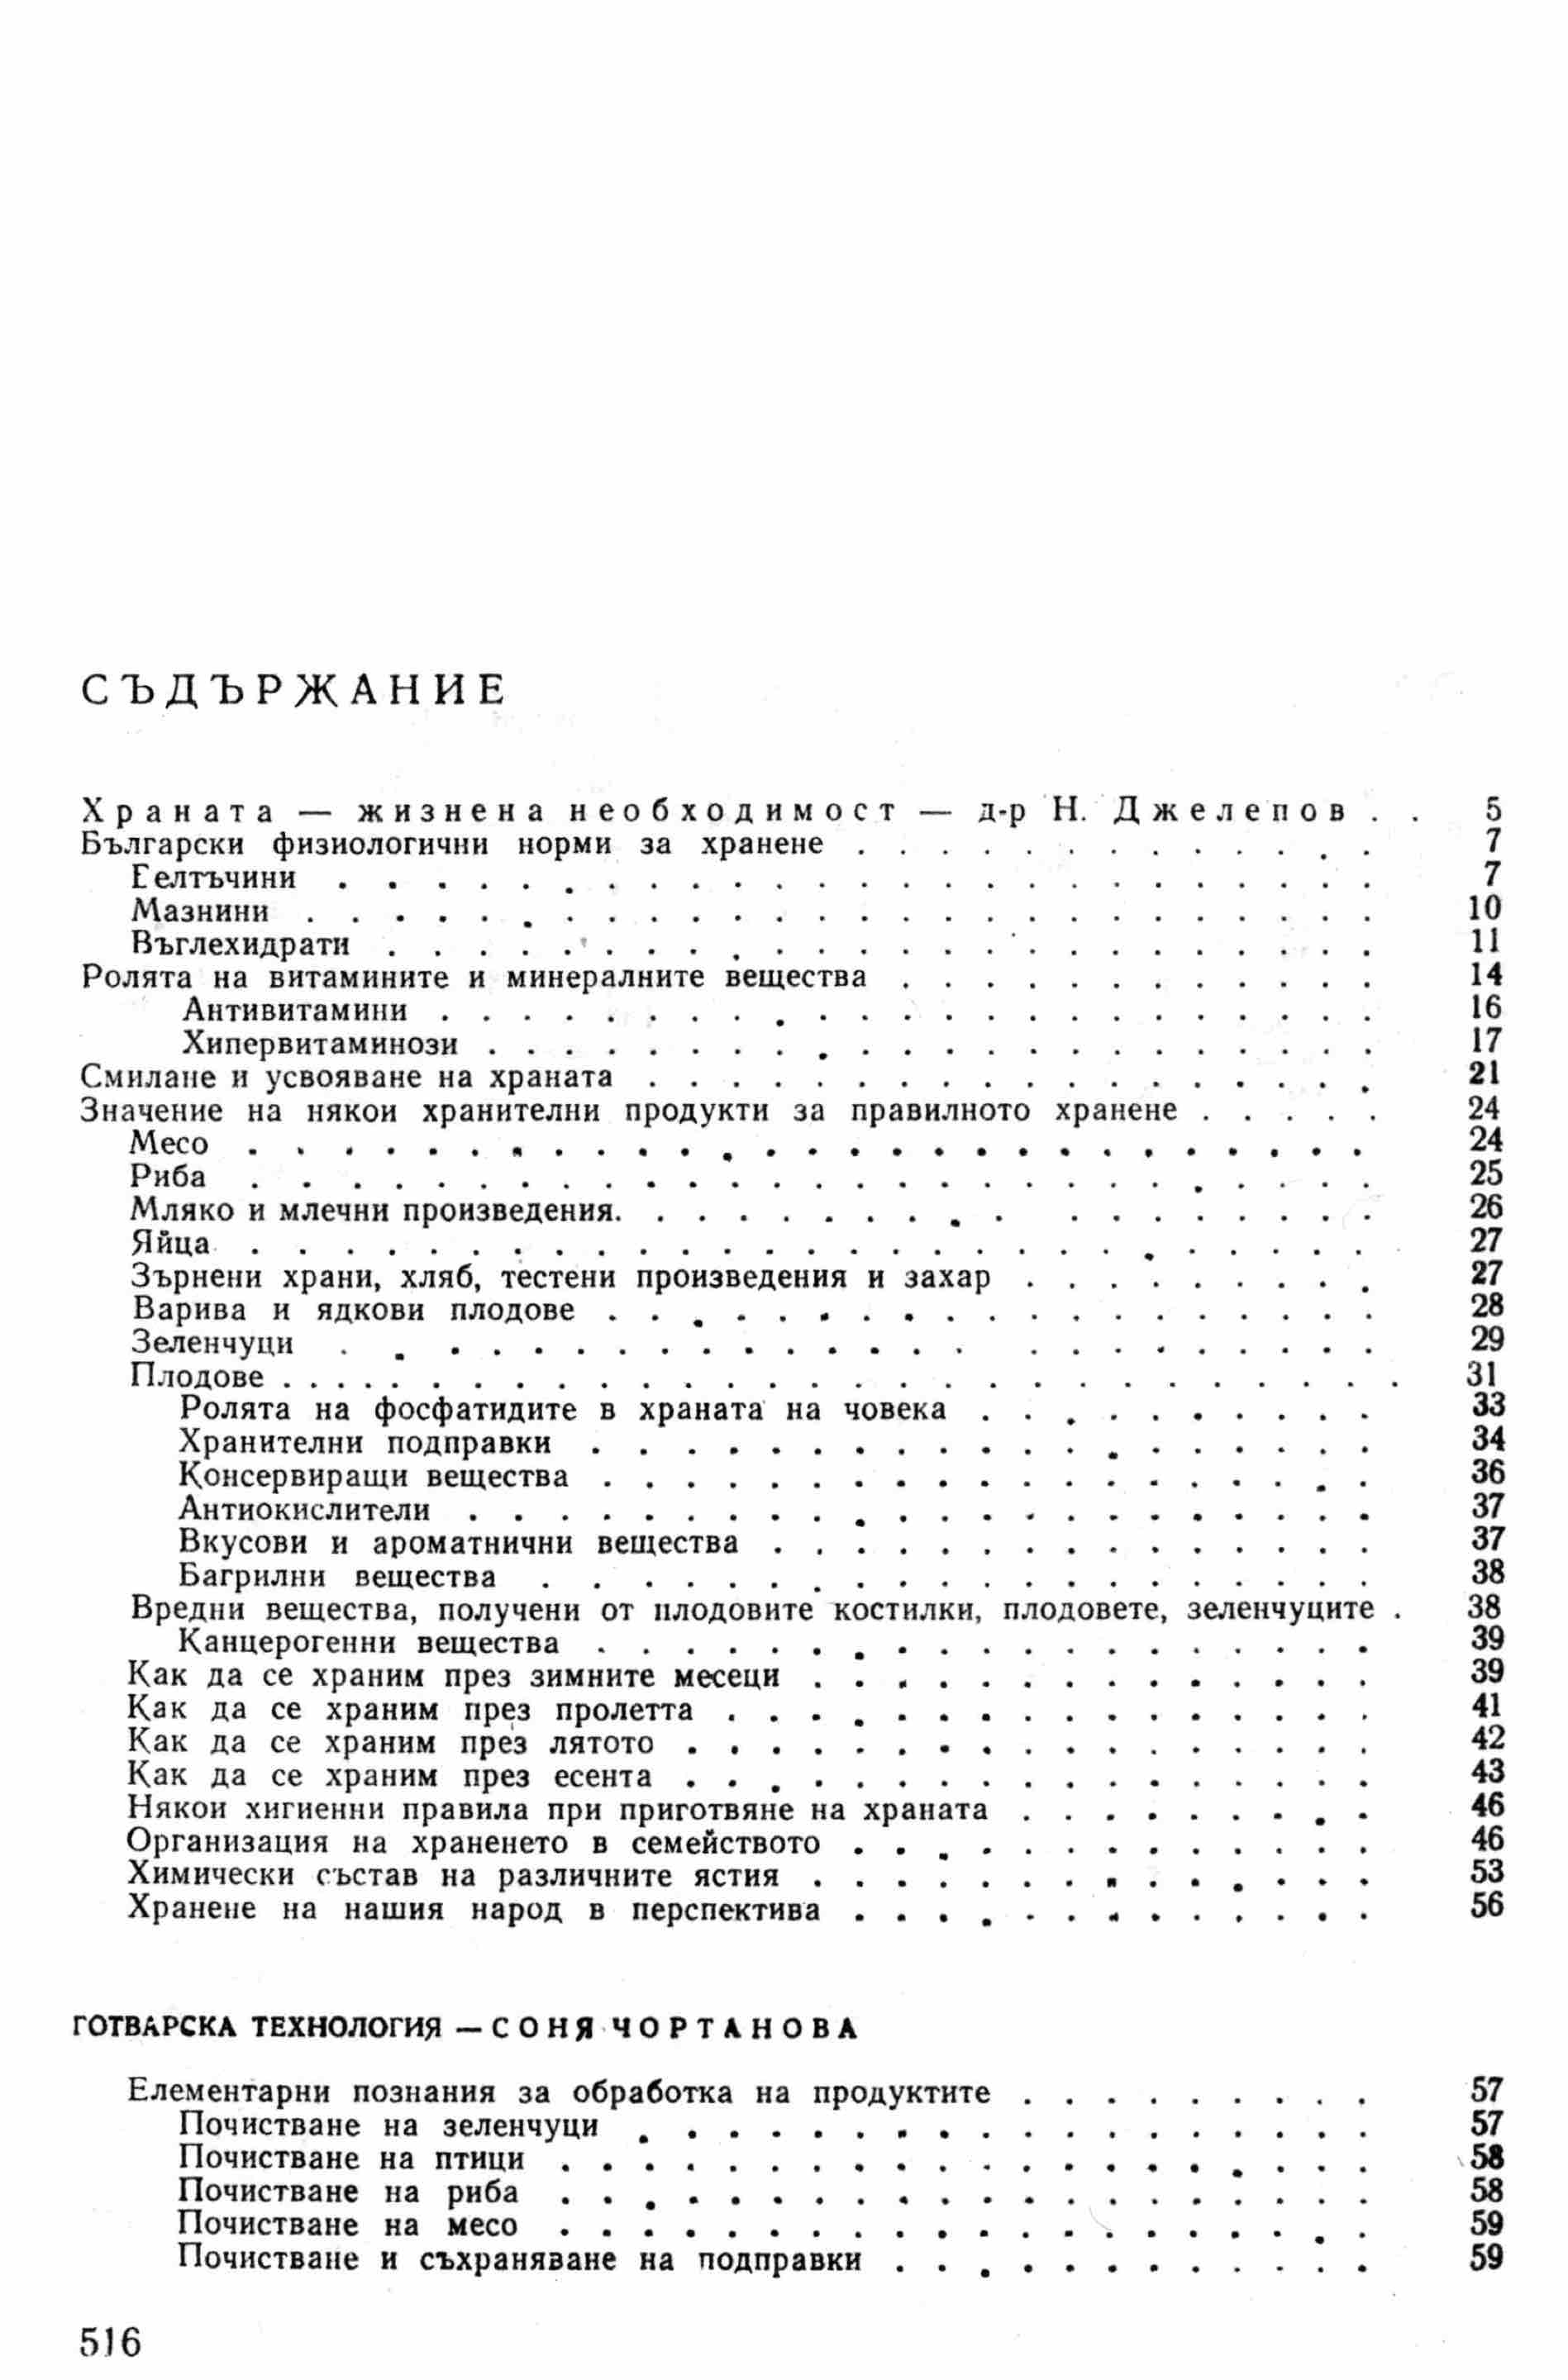 СЪДЪРЖАНИЕ
Храната — жизнена необходимост — д-р Н. Джелепов . . 5
Български физиологични норми за хранене . . . . . . . . . . . . . 7
Белтъчини . . . . . . . . . . . . . . . . . . . . . . . . . 7
Мазнини . . . . . . . . . . . . . . . . . . . . . . . . . . 10
Въглехидрати . . . . . . . . . . . . . . . . . . . . . . . . 11
Ролята на витамините и минералните вещества . . . . . . . . . . . . 14
Антивитамини . . . . . . . . . . . . . . . . . . . . . . . 16
Хипервитаминози . . . . . . . . . . . . . . . . . . . . . . 17
Смилане и усвояване на храната . . . . . . . . . . . . . . . . . . 21
Значение на някои хранителни продукти за правилното хранене . . . . . 24
Месо . . . . . . . . . . . . . . . . . . . . . . . . . . . 24
Риба . . . . . . . . . . . . . . . . . . . . . . . . . . . 25
Мляко и млечни произведения. . . . . . . . . . . . . . . . . . 26
Яйца . . . . . . . . . . . . . . . . . . . . . . . . . . . 27
Зърнени храни, хляб, тестени произведения и захар . . . . . . . . . 27
Варива и ядкови плодове . . . . . . . . . . . . . . . . . . . 28
Зеленчуци . . . . . . . . . . . . . . . . . . . . . . . . 29
Плодове . . . . . . . . . . . . . . . . . . . . . . . . . . . 31
Ролята на фосфатидите в храната на човека . . . . . . . . . . 33
Хранителни подправки . . . . . . . . . . . . . . . . . . . 34
Консервиращи вещества . . . . . . . . . . . . . . . . . . . 36
Антиокислители . . . . . . . . . . . . . . . . . . . . . . 37
Вкусови и ароматнични вещества . . . . . . . . . . . . . . . 37
Багрилни вещества . . . . . . . . . . . . . . . . . . . . 38
Вредни вещества, получени от плодовите костилки, плодовете, зеленчуците . 38
Канцерогенни вещества . . . . . . . . . . . . . . . . . . . 39
Как да се храним през зимните месеци . . . . . . . . . . . . . . 39
Как да се храним през пролетта . . . . . . . . . . . . . . . . 41
Как да се храним през лятото . . . . . . . . . . . . . . . . . 42
Как да се храним през есента . . . . . . . . . . . . . . . . . 43
Някои хигиенни правила при приготвяне на храната . . . . . . . . . 46
Организация на храненето в семейството . . . . . . . . . . . . . 46
Химически състав на различните ястия . . . . . . . . . . . . . . 53
Хранене на нашия народ в перспектива . . . . . . . . . . . . . 56
ГОТВАРСКА ТЕХНОЛОГИЯ — СОНЯ ЧОРТАНОВА
Елементарни познания за обработка на продуктите . . . . . . . . . 57
Почистване на зеленчуци . . . . . . . . . . . . . . . . . . 57
Почистване на птици . . . . . . . . . . . . . . . . . . . . 58
Почистване на риба . . . . . . . . . . . . . . . . . . . . 58
Почистване на месо . . . . . . . . . . . . . . . . . . . . 59
Почистване и съхраняване на подправки . . . . . . . . . . . . 59
516